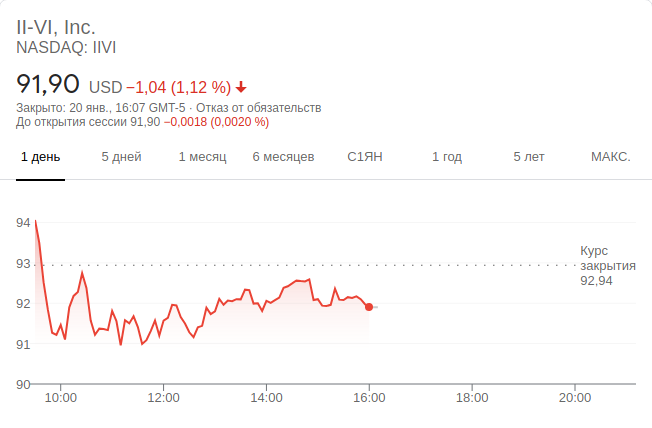 II-VI, Inc.
NASDAQ: IIVI
91,90 USD −1,04 (1,12 %)
Закрыто: 20 янв., 16:07 GMT-5 · Отказ от обязательств
До открытия сессии 91,90 −0,0018 (0,0020 %)
1 день 5 дней 1 месяц 6 месяцев С1ЯН 1 год 5 лет МАКС.
94
93
92
91
90
Курс
закрытия
92,94
10:00 12:00 14:00 16:00 18:00 20:00